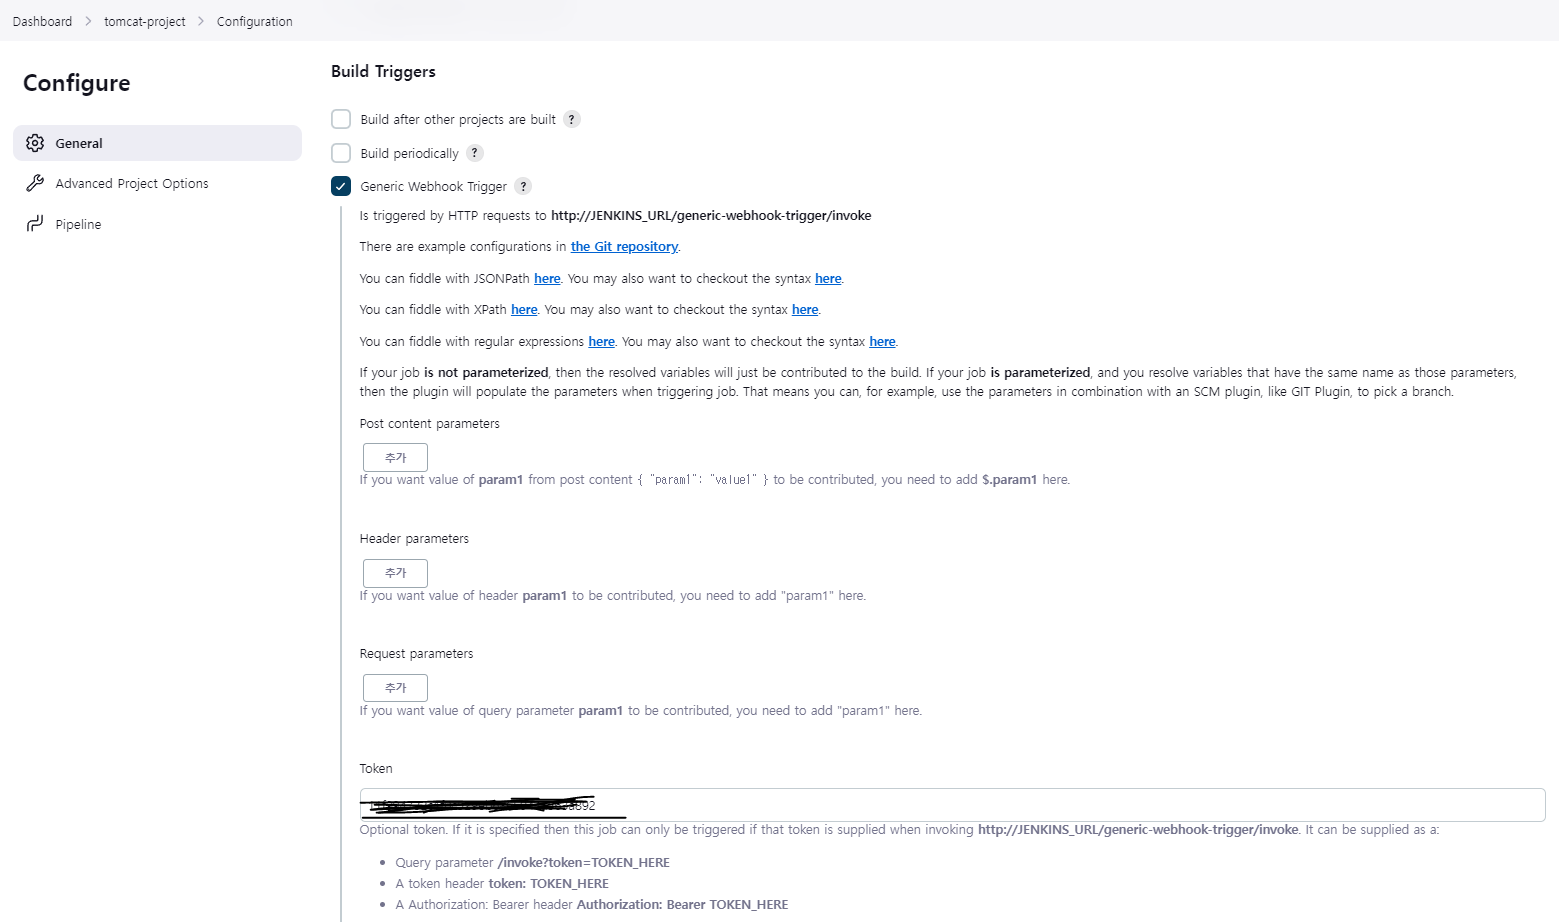 Dashboard > tomcat-project > Configuration
Configure
General
Advanced Project Options
Pipeline
Build Triggers
Build after other projects are built ?
Build periodically ?
Generic Webhook Trigger ?
Is triggered by HTTP requests to http://JENKINS_URL/generic-webhook-trigger/invoke
There are example configurations in the Git repository.
You can fiddle with JSONPath here. You may also want to checkout the syntax here.
You can fiddle with XPath here. You may also want to checkout the syntax here.
You can fiddle with regular expressions here. You may also want to checkout the syntax here.
If your job is not parameterized, then the resolved variables will just be contributed to the build. If your job is parameterized, and you resolve variables that have the same name as those parameters,
then the plugin will populate the parameters when triggering job. That means you can, for example, use the parameters in combination with an SCM plugin, like GIT Plugin, to pick a branch.
Post content parameters
추가
If you want value of param1 from post content { "param1": "value1" } to be contributed, you need to add $.param1 here.
Header parameters
추가
If you want value of header param1 to be contributed, you need to add "param1" here.
Request parameters
추가
If you want value of query parameter param1 to be contributed, you need to add "param1" here.
Token
Optional token. If it is specified then this job can only be triggered if that token is supplied when invoking http://JENKINS_URL/generic-webhook-trigger/invoke. It can be supplied as a:
• Query parameter /invoke?token=TOKEN_HERE
• A token header token: TOKEN_HERE
• A Authorization: Bearer header Authorization: Bearer TOKEN_HERE